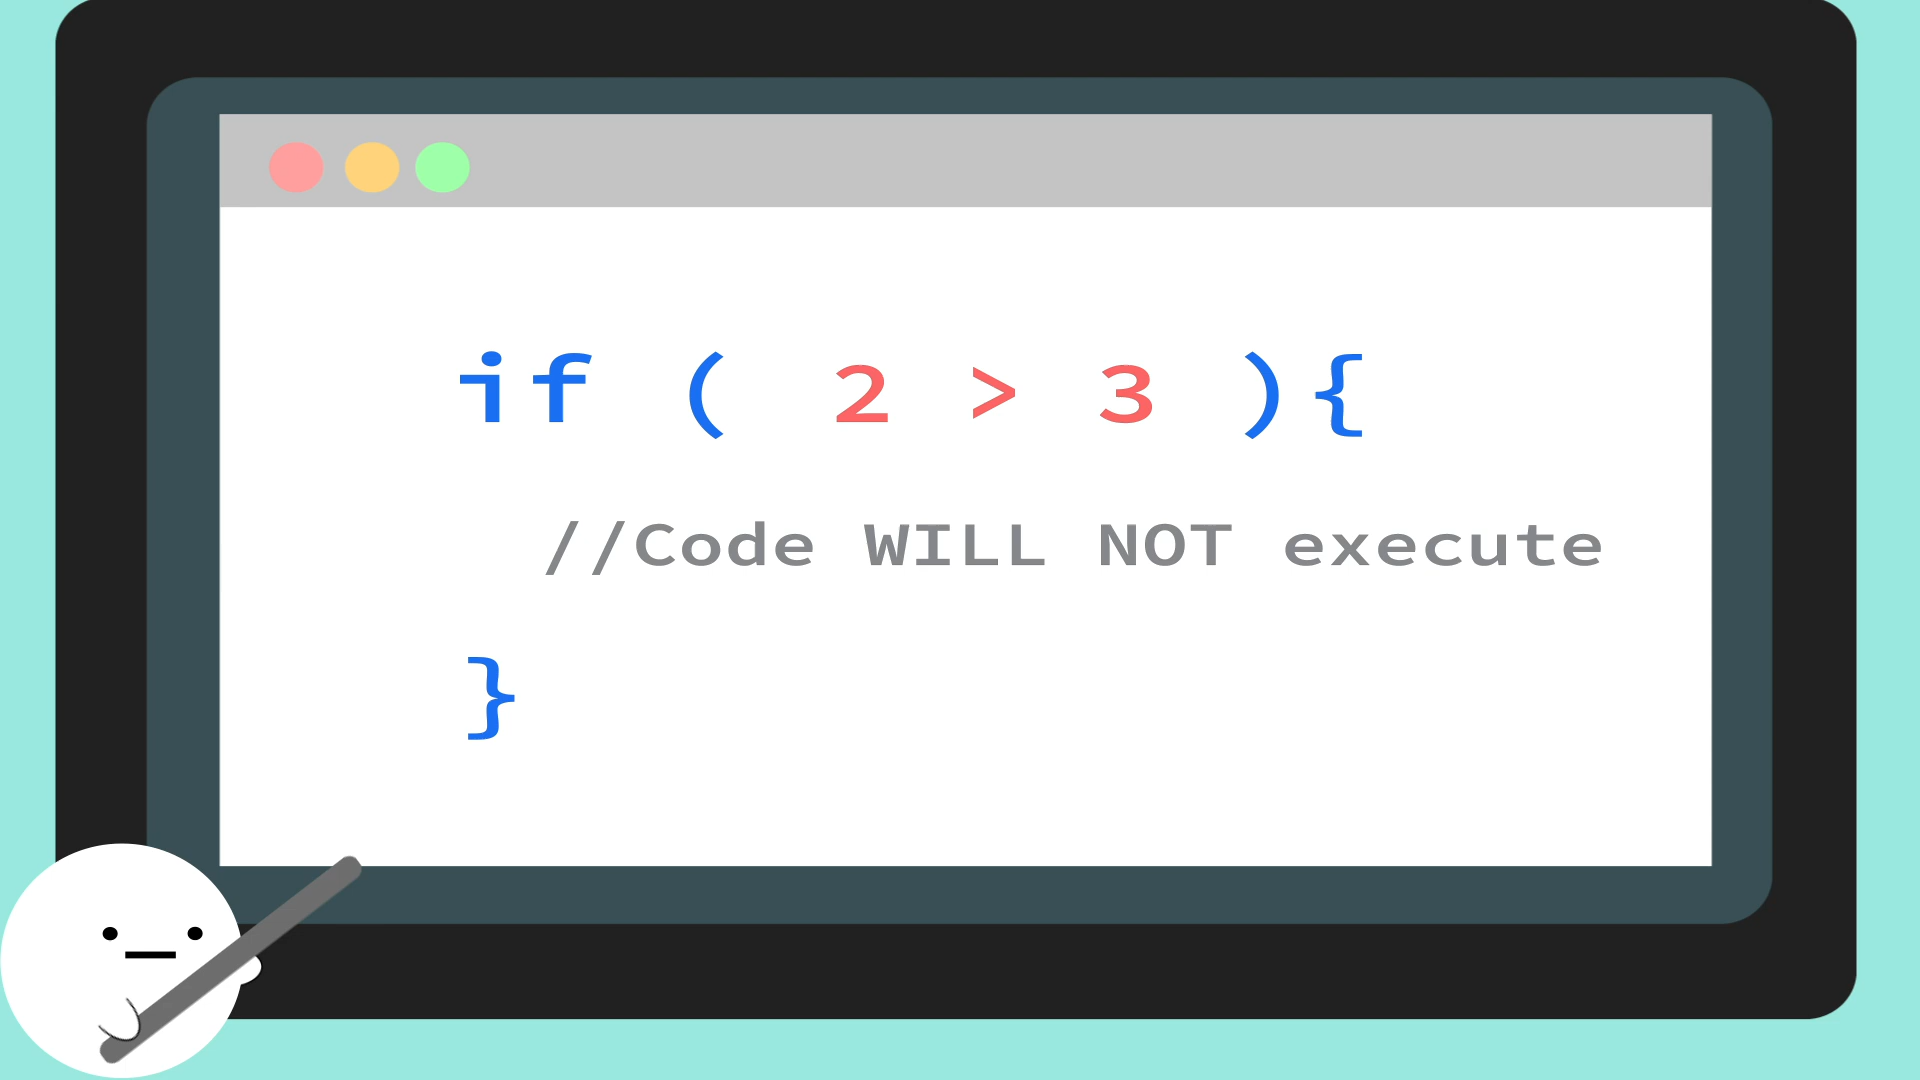 if ( 2 > 3 ){
//Code WILL NOT execute
}